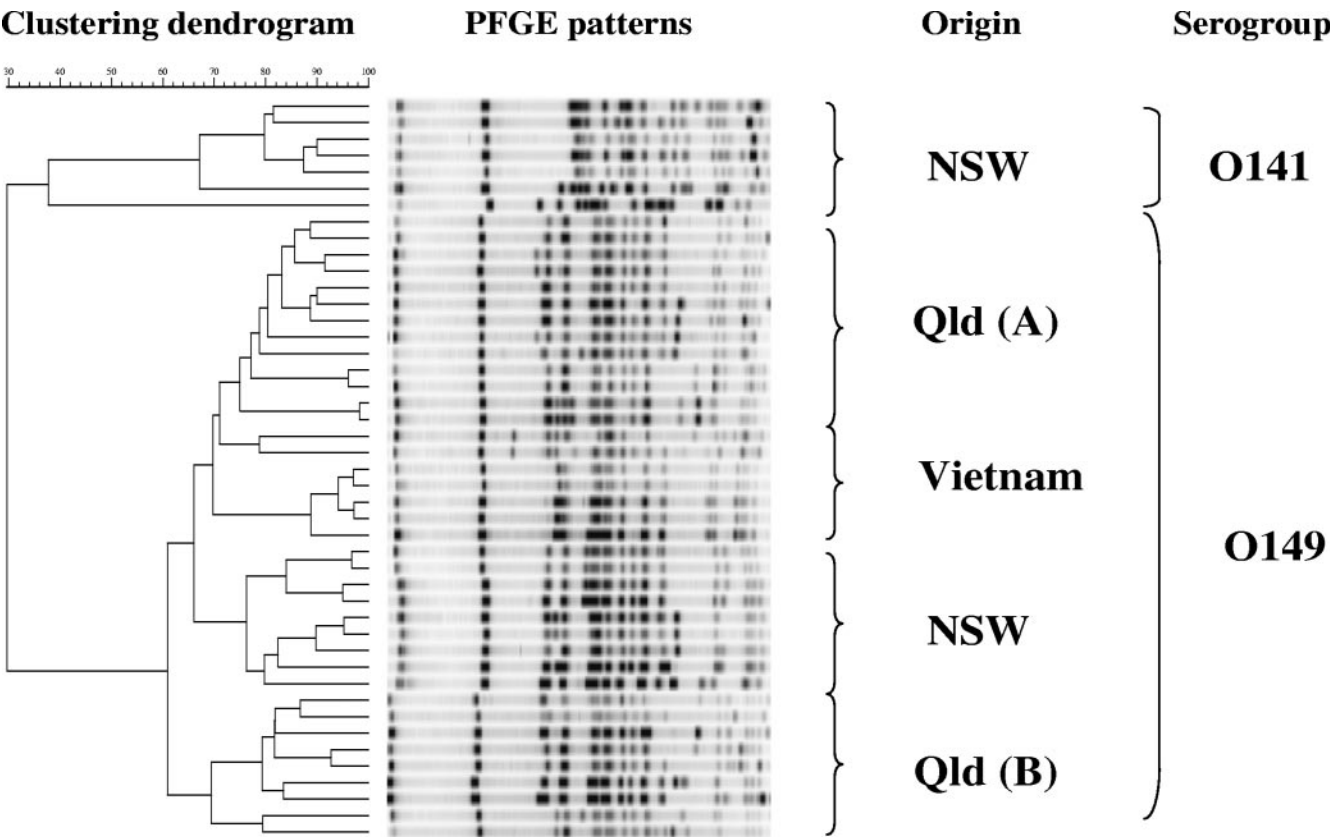 Clustering dendrogram PFGE patterns Origin Serogroup
30 40 50 60 70 80 90 100
NSW O141
Qld (A)
Vietnam
O149
NSW
Qld (B)